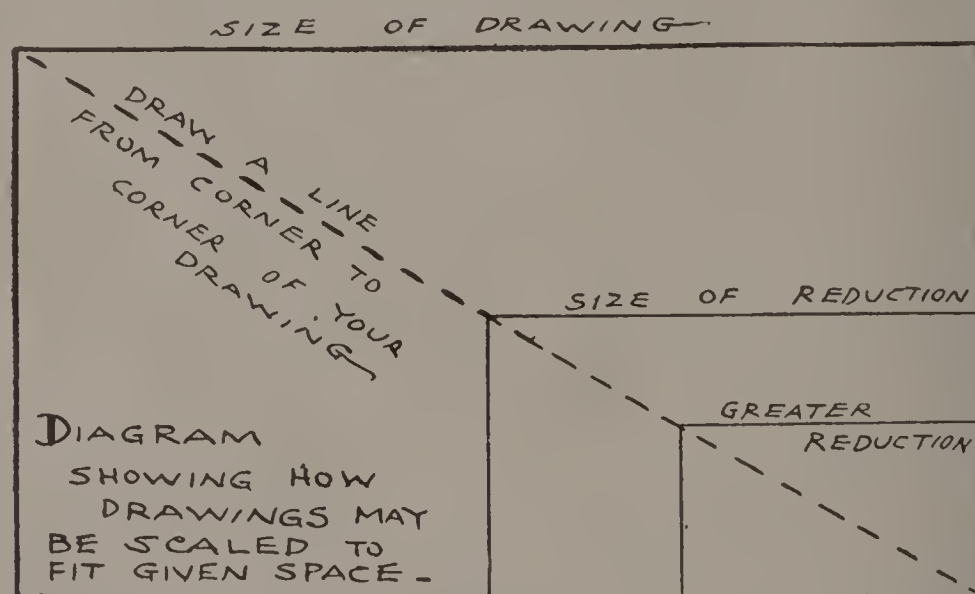 SIZE OF DRAWING
DRAW A LINE
FROM CORNER TO
CORNER OF YOUR
DRAWING
SIZE OF REDUCTION
GREATER
REDUCTION
DIAGRAM
SHOWING HOW
DRAWINGS MAY
BE SCALED TO
FIT GIVEN SPACE -